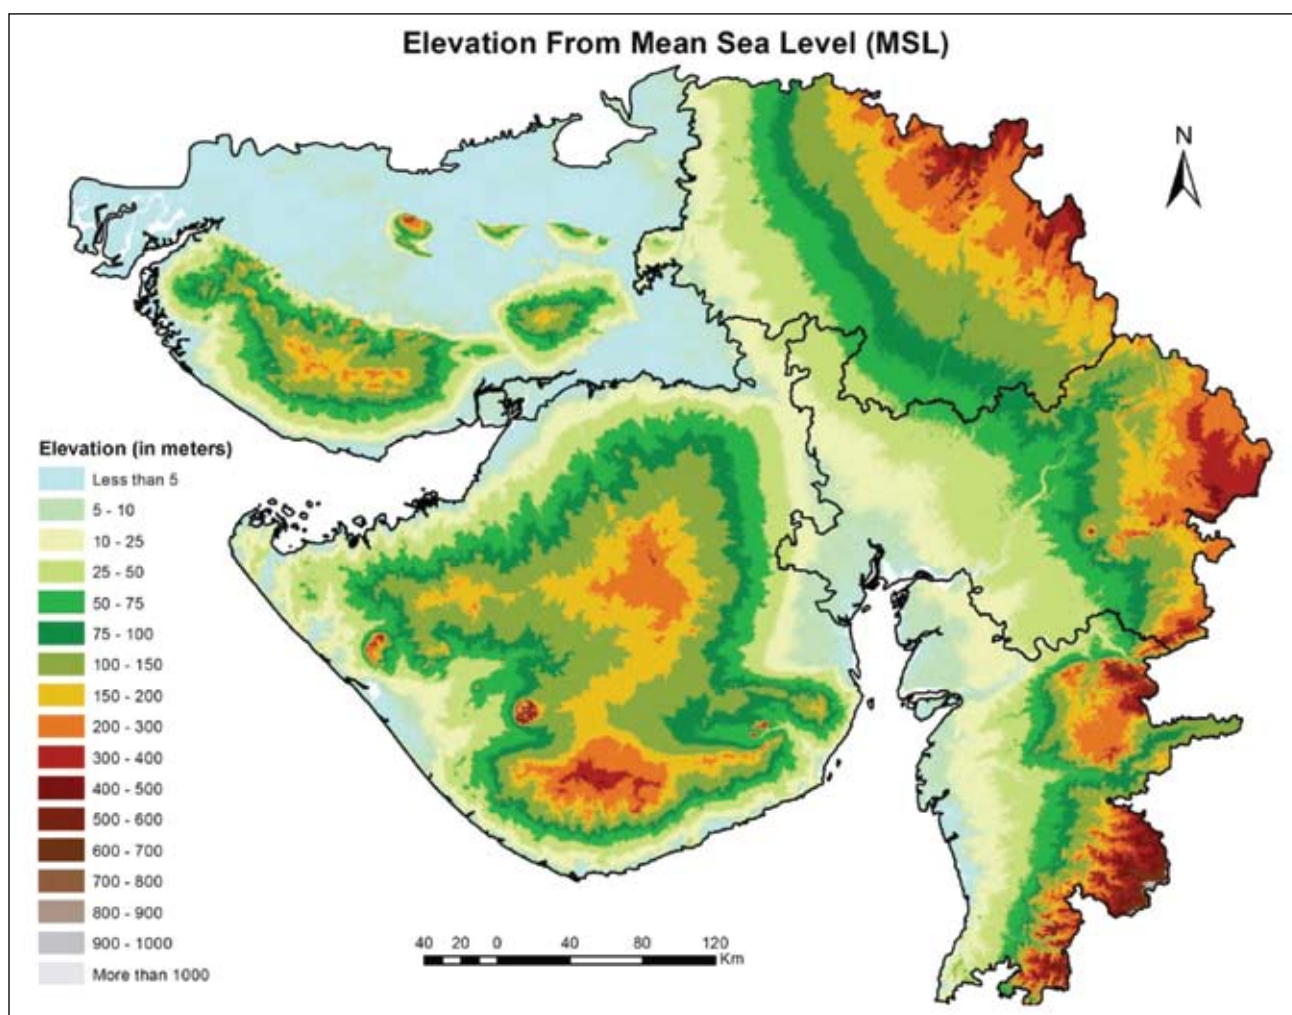 Elevation From Mean Sea Level (MSL)
N
Elevation (in meters)
Less than 5
5 - 10
10 - 25
25 - 50
50 - 75
75 - 100
100 - 150
150 - 200
200 - 300
300 - 400
400 - 500
500 - 600
600 - 700
700 - 800
800 - 900
900 - 1000
More than 1000
40 20 0 40 80 120
Km